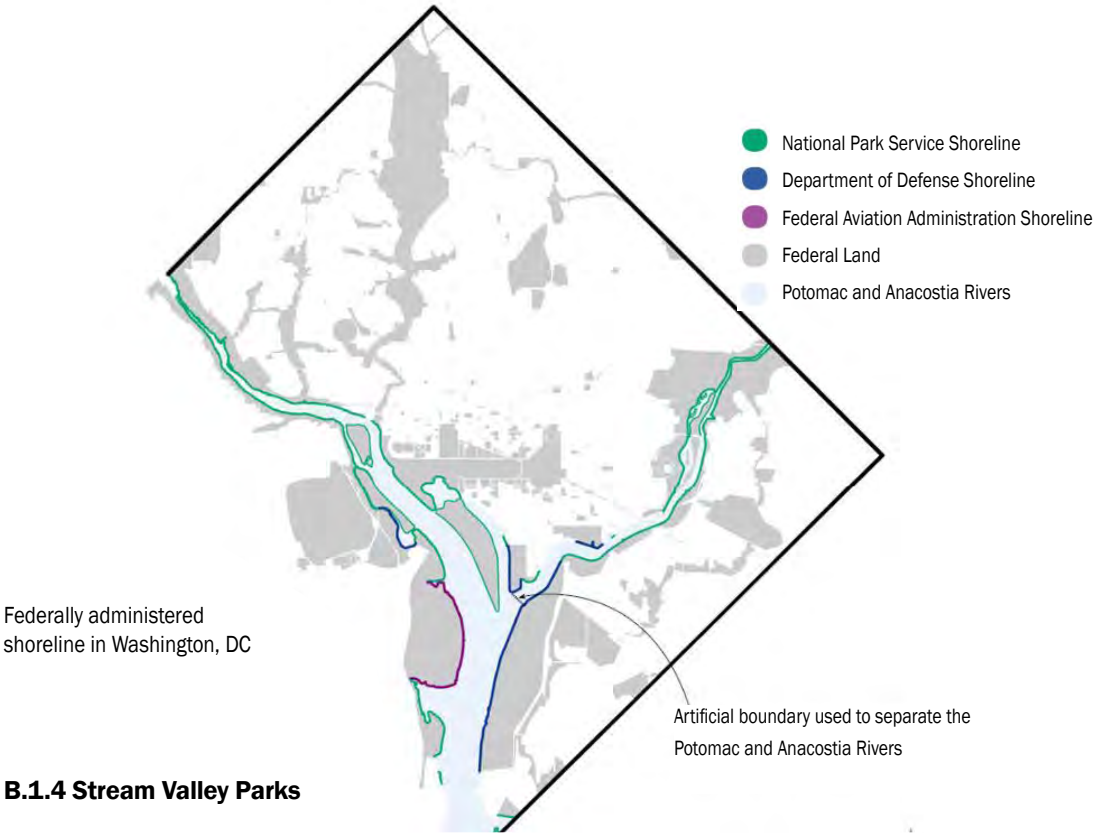 National Park Service Shoreline
Department of Defense Shoreline
Federal Aviation Administration Shoreline
Federal Land
Potomac and Anacostia Rivers
Federally administered
shoreline in Washington, DC
Artificial boundary used to separate the
Potomac and Anacostia Rivers
B.1.4 Stream Valley Parks